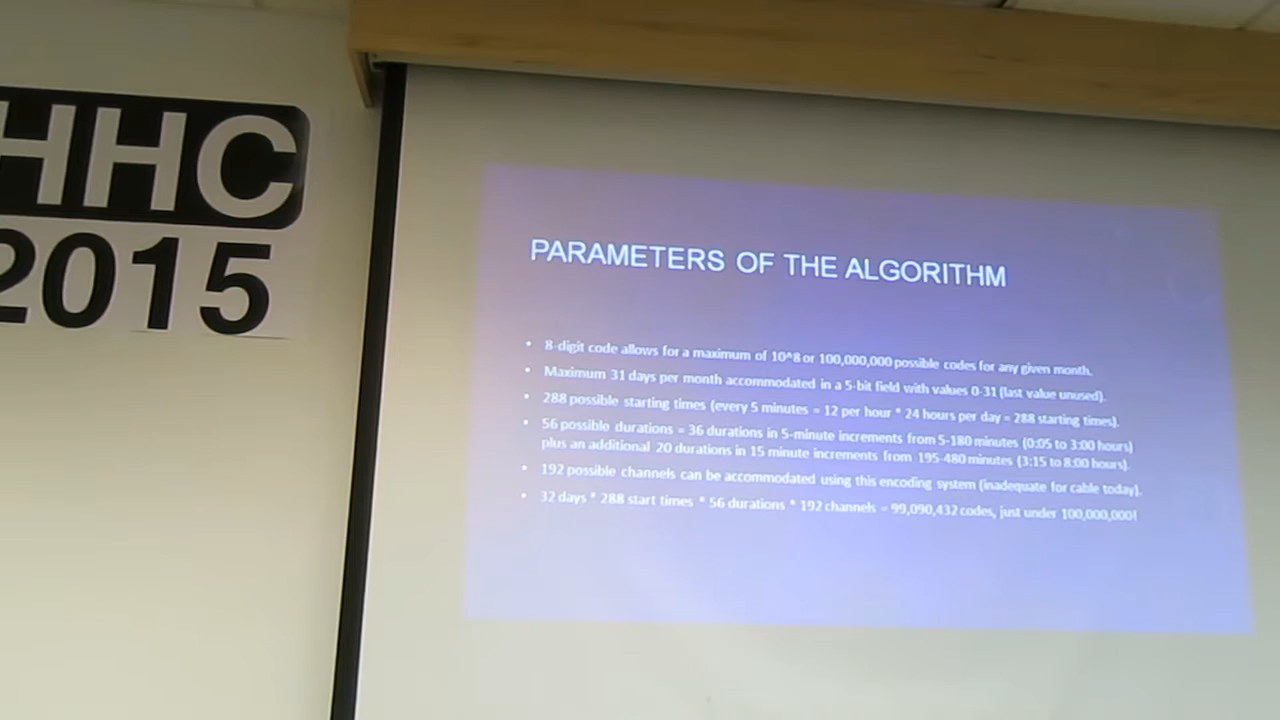 HHC
2015
PARAMETERS OF THE ALGORITHM
• 8-digit code allows for a maximum of 10^8 or 100,000,000 possible codes for any given month.
• Maximum 31 days per month accommodated in a 5-bit field with values 0-31 (last value unused).
• 288 possible starting times (every 5 minutes = 12 per hour * 24 hours per day = 288 starting times).
• 56 possible durations = 36 durations in 5-minute increments from 5-180 minutes (0:05 to 3:00 hours)
plus an additional 20 durations in 15 minute increments from 195-480 minutes (3:15 to 8:00 hours).
• 192 possible channels can be accommodated using this encoding system (inadequate for cable today).
• 32 days * 288 start times * 56 durations * 192 channels = 99,090,432 codes, just under 100,000,000!